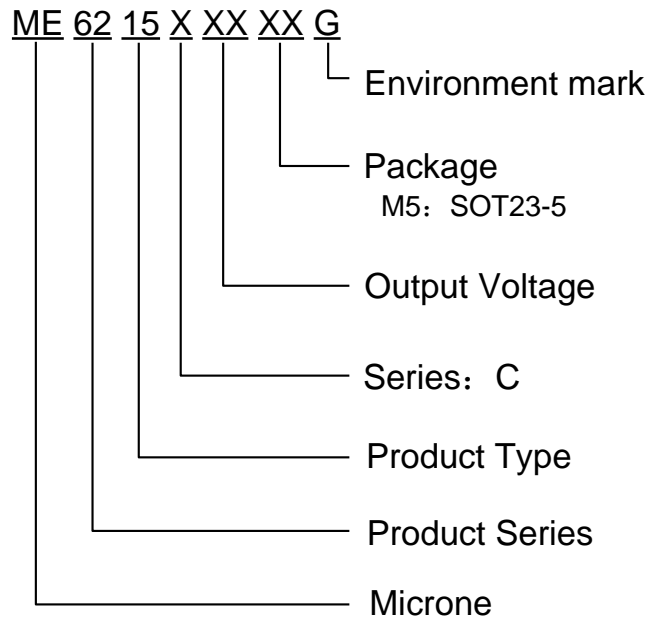 ME 62 15 X XX XX G
Environment mark
Package
M5：SOT23-5
Output Voltage
Series：C
Product Type
Product Series
Microne